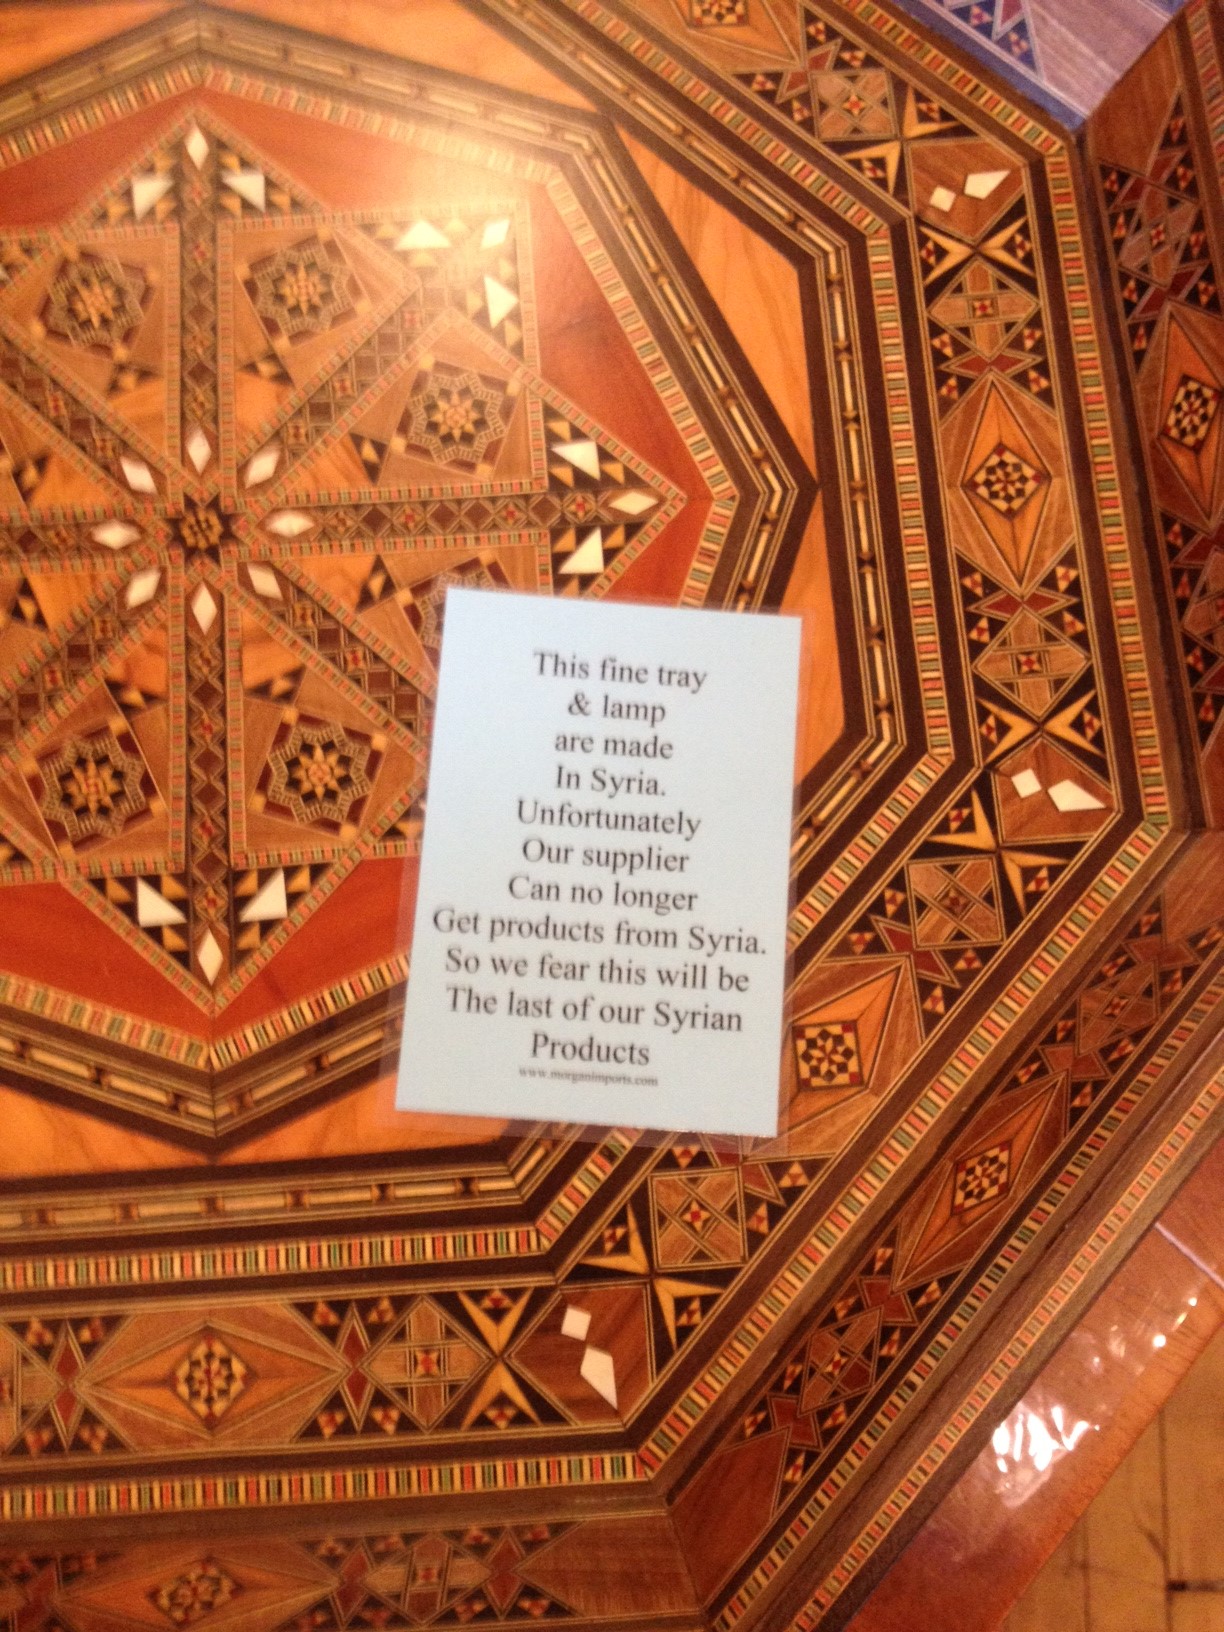 This fine tray
& lamp
are made
In Syria.
Unfortunately
Our supplier
Can no longer
Get products from Syria.
So we fear this will be
The last of our Syrian
Products
www.morganimports.com